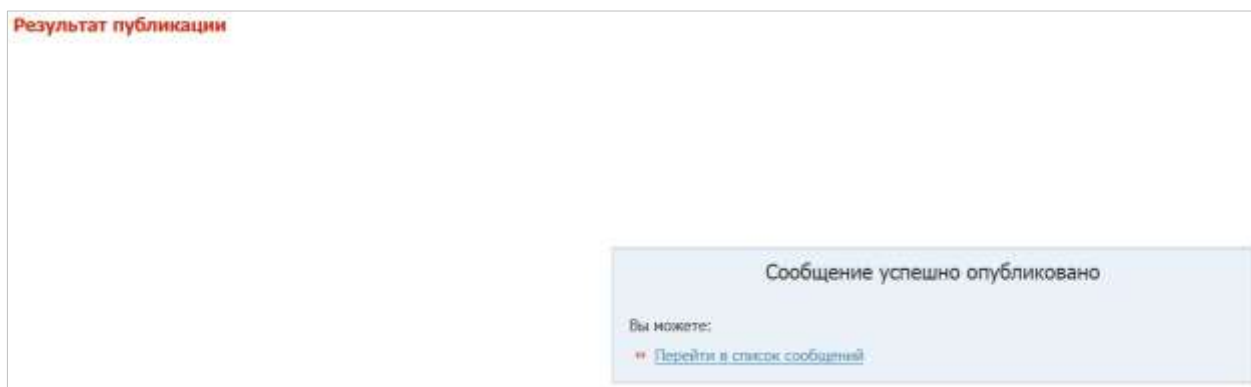 Результат публикации
Сообщение успешно опубликовано
Вы можете:
Перейти в список сообщений